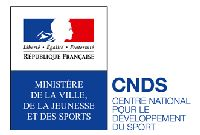 Liberté • Égalité • Fraternité
RÉPUBLIQUE FRANÇAISE
MINISTÈRE
DE LA VILLE,
DE LA JEUNESSE
ET DES SPORTS
CNDS
CENTRE NATIONAL
POUR LE
DÉVELOPPEMENT
DU SPORT